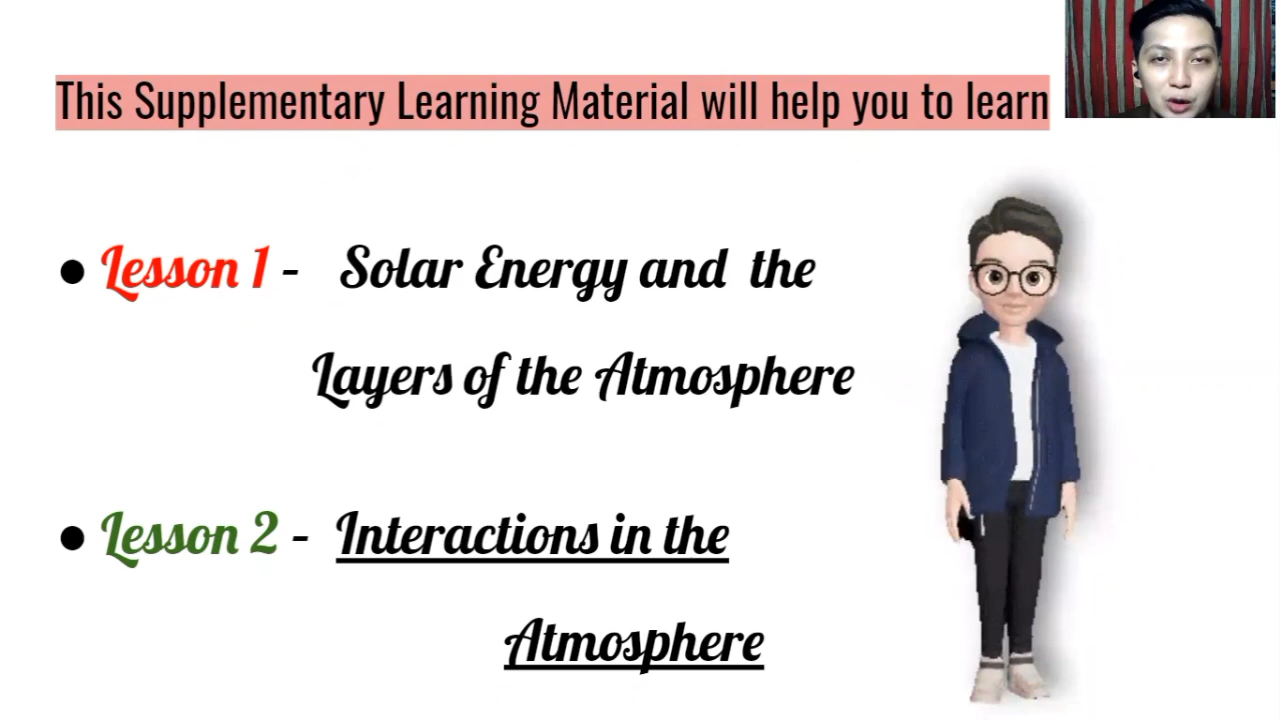 This Supplementary Learning Material will help you to learn
● Lesson 1 - Solar Energy and the
Layers of the Atmosphere
● Lesson 2 - Interactions in the
Atmosphere